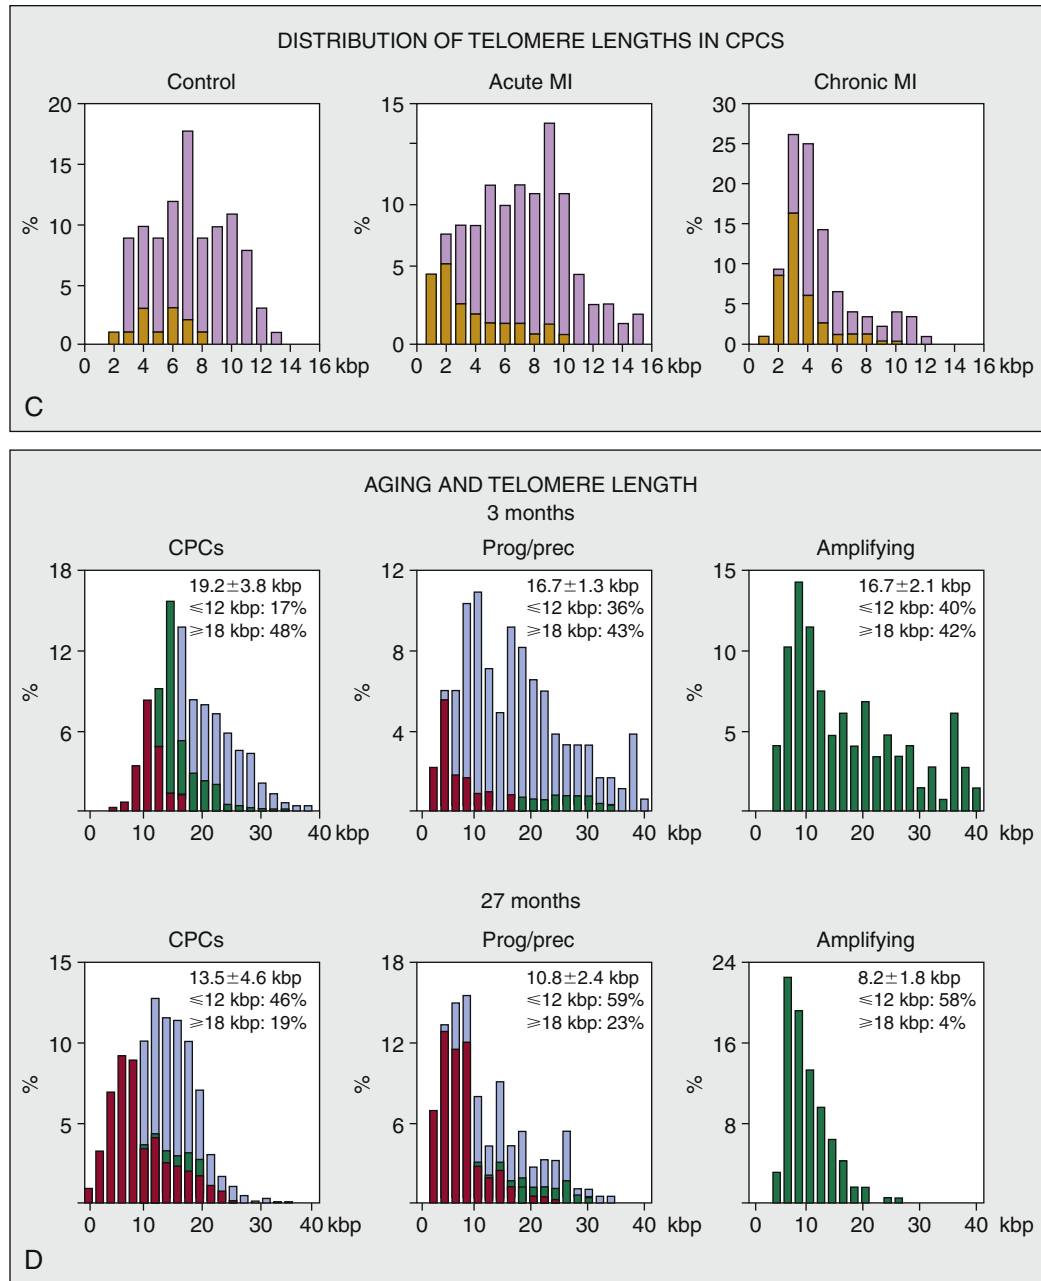 DISTRIBUTION OF TELOMERE LENGTHS IN CPCS
Control
Acute MI
Chronic MI
20
15
10
5
0
%
0 2 4 6 8 10 12 14 16 kbp
15
10
5
0
%
0 2 4 6 8 10 12 14 16 kbp
30
25
20
15
10
5
0
%
0 2 4 6 8 10 12 14 16 kbp
C
AGING AND TELOMERE LENGTH
3 months
CPCs
Prog/prec
Amplifying
19.2±3.8 kbp
≤12 kbp: 17%
≥18 kbp: 48%
18
12
6
%
0 10 20 30 40 kbp
16.7±1.3 kbp
≤12 kbp: 36%
≥18 kbp: 43%
12
8
4
%
0 10 20 30 40 kbp
16.7±2.1 kbp
≤12 kbp: 40%
≥18 kbp: 42%
15
10
5
%
0 10 20 30 40 kbp
27 months
CPCs
Prog/prec
Amplifying
13.5±4.6 kbp
≤12 kbp: 46%
≥18 kbp: 19%
15
10
5
%
0 10 20 30 40 kbp
10.8±2.4 kbp
≤12 kbp: 59%
≥18 kbp: 23%
18
12
6
%
0 10 20 30 40 kbp
8.2±1.8 kbp
≤12 kbp: 58%
≥18 kbp: 4%
24
16
8
%
0 10 20 30 40 kbp
D